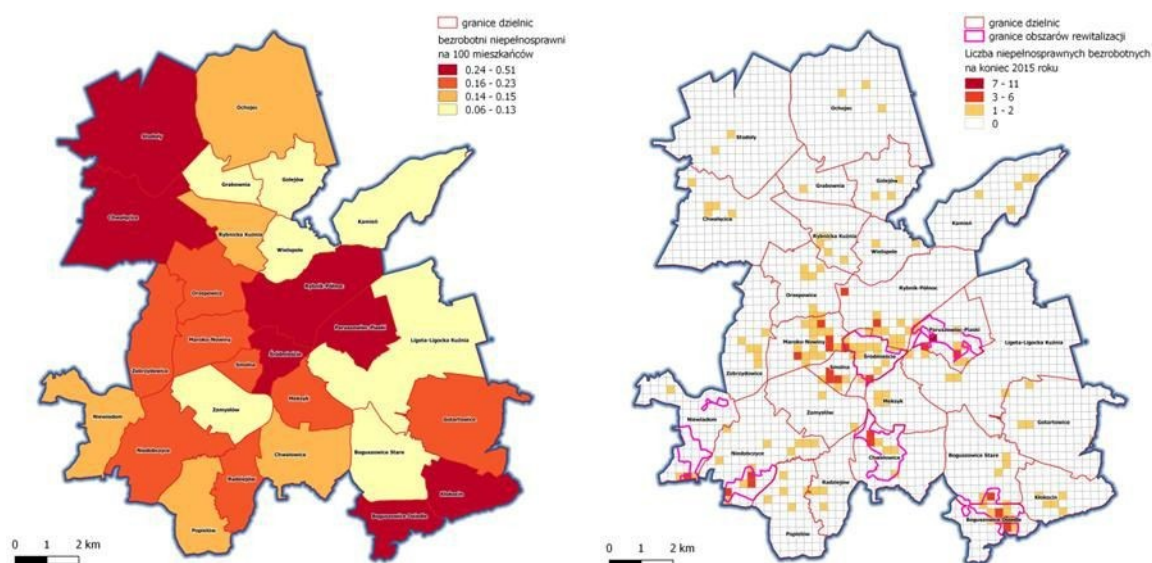 granice dzielnic
bezrobotni niepełnosprawni
na 100 mieszkańców
0.24 - 0.51
0.16 - 0.23
0.14 - 0.15
0.06 - 0.13
Ochojec
Stodoły
Grabownia
Golejów
Kamień
Chwałęcice
Rybnicka Kuźnia
Wielopole
Rybnik-Północ
Orzepowice
Paruszowiec-Piaski
Maroko-Nowiny
Ligota-Ligocka Kuźnia
Śródmieście
Smolna
Zebrzydowice
Meksyk
Zamysłów
Niewiadom
Gotartowice
Niedobczyce
Chwałowice
Boguszowice Stare
Radziejów
Kłokocin
Boguszowice Osiedle
Popielów
0 1 2 km
granice dzielnic
granice obszarów rewitalizacji
Liczba niepełnosprawnych bezrobotnych
na koniec 2015 roku
7 - 11
3 - 6
1 - 2
0
Ochojec
Stodoły
Grabownia
Golejów
Kamień
Chwałęcice
Rybnicka Kuźnia
Wielopole
Rybnik-Północ
Orzepowice
Paruszowiec-Piaski
Maroko-Nowiny
Ligota-Ligocka Kuźnia
Śródmieście
Smolna
Zebrzydowice
Meksyk
Zamysłów
Niewiadom
Gotartowice
Niedobczyce
Chwałowice
Boguszowice Stare
Radziejów
Kłokocin
Boguszowice Osiedle
Popielów
0 1 2 km